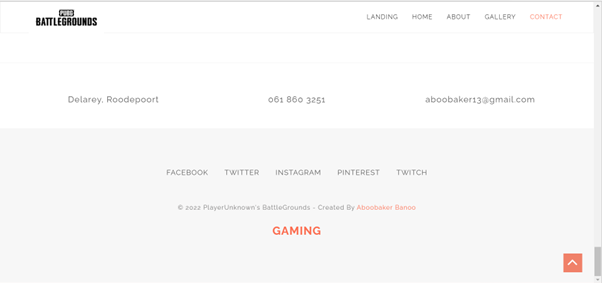 PUBG
BATTLEGROUNDS
LANDING HOME ABOUT GALLERY CONTACT
Delarey, Roodepoort 061 860 3251 aboobaker13@gmail.com
FACEBOOK TWITTER INSTAGRAM PINTEREST TWITCH
© 2022 PlayerUnknown's BattleGrounds - Created By Aboobaker Banoo
GAMING